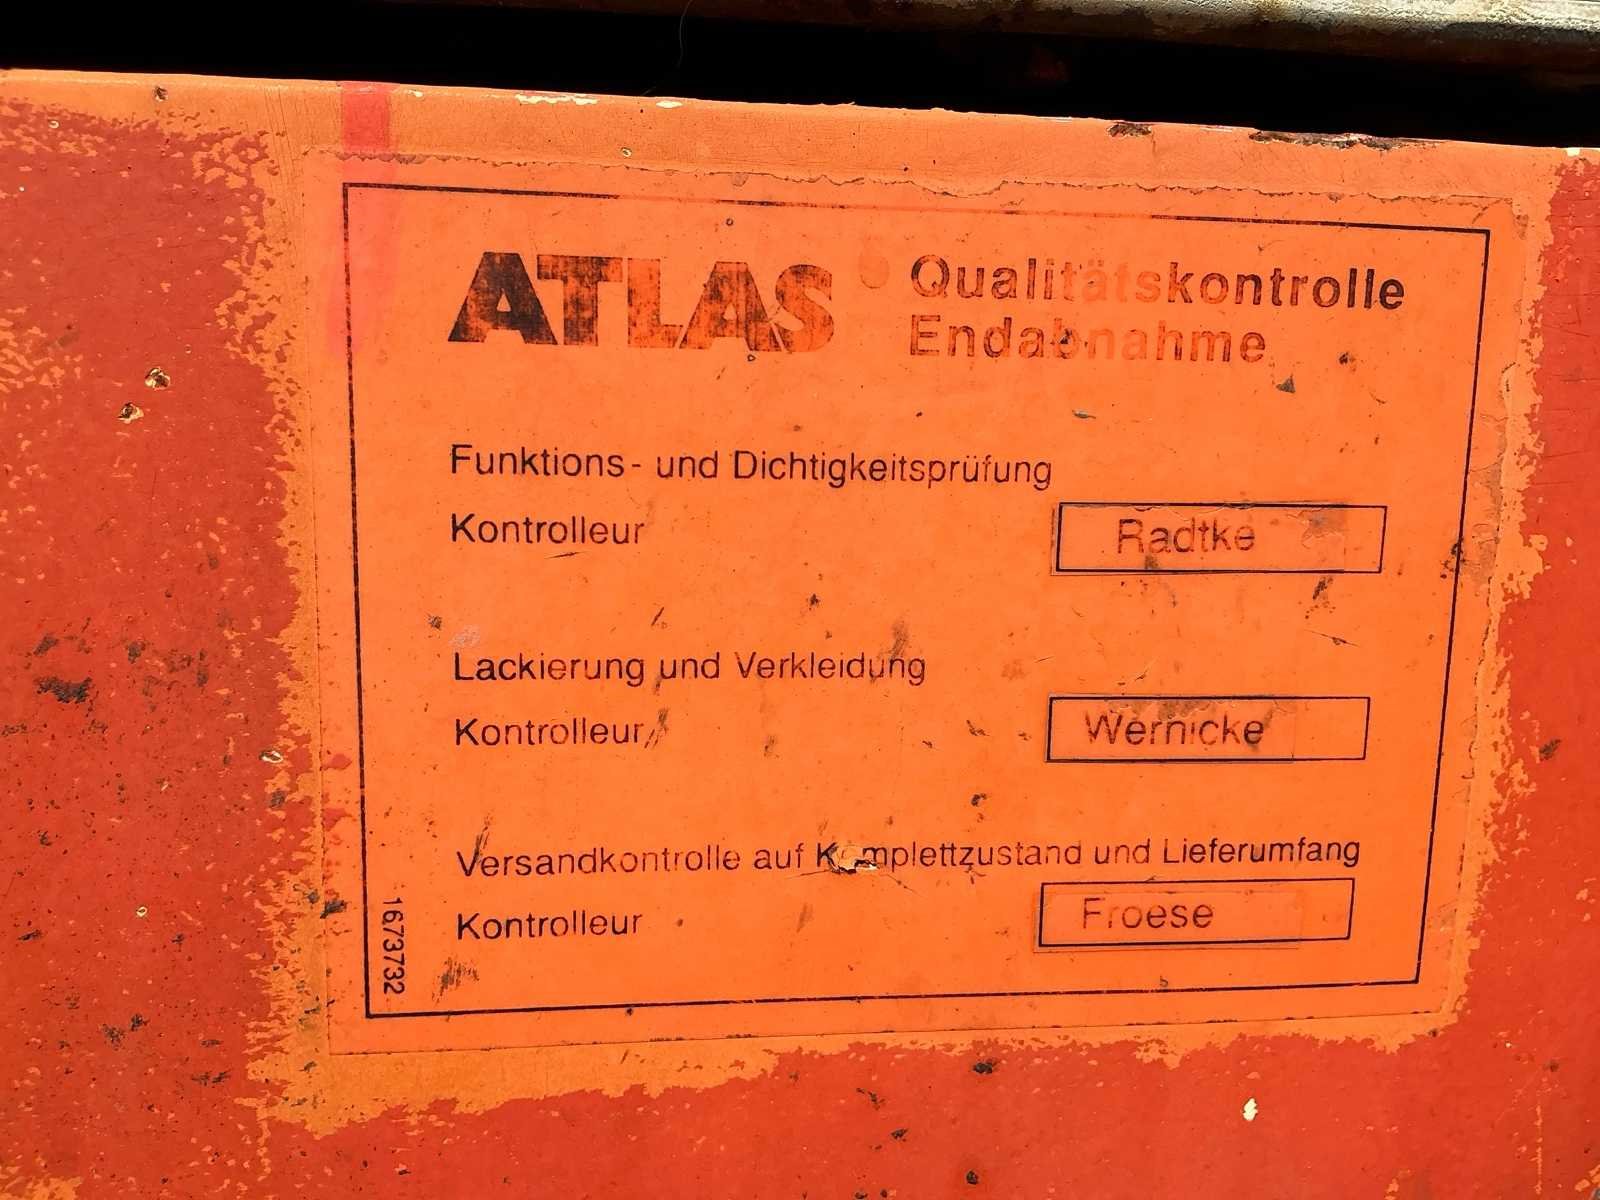 ATLAS Qualitätskontrolle
Endabnahme
Funktions- und Dichtigkeitsprüfung
Kontrolleur Radtke
Lackierung und Verkleidung
Kontrolleur Wernicke
Versandkontrolle auf Komplettzustand und Lieferumfang
Kontrolleur Froese
1673732